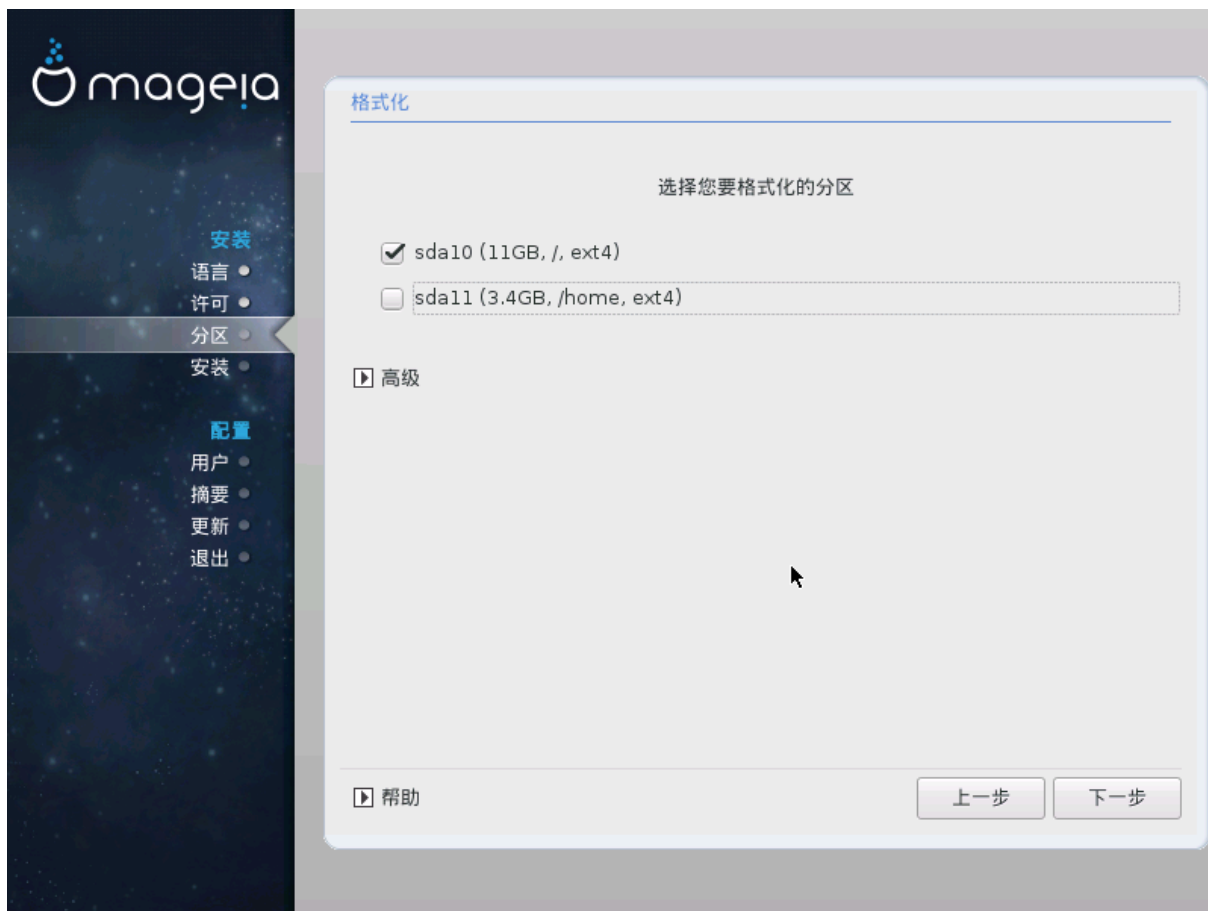 mageia
安装
语言
许可
分区
安装
配置
用户
摘要
更新
退出
格式化
选择您要格式化的分区
sda10 (11GB, /, ext4)
sda11 (3.4GB, /home, ext4)
高级
帮助
上一步
下一步